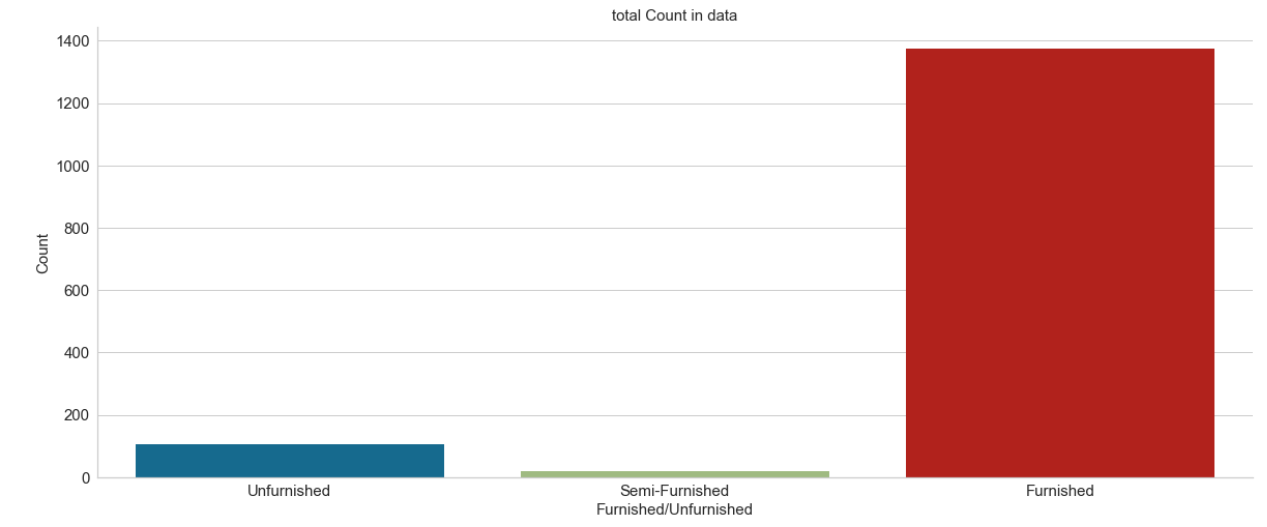 total Count in data
1400
1200
1000
800
600
400
200
0
Count
Unfurnished Semi-Furnished Furnished
Furnished/Unfurnished